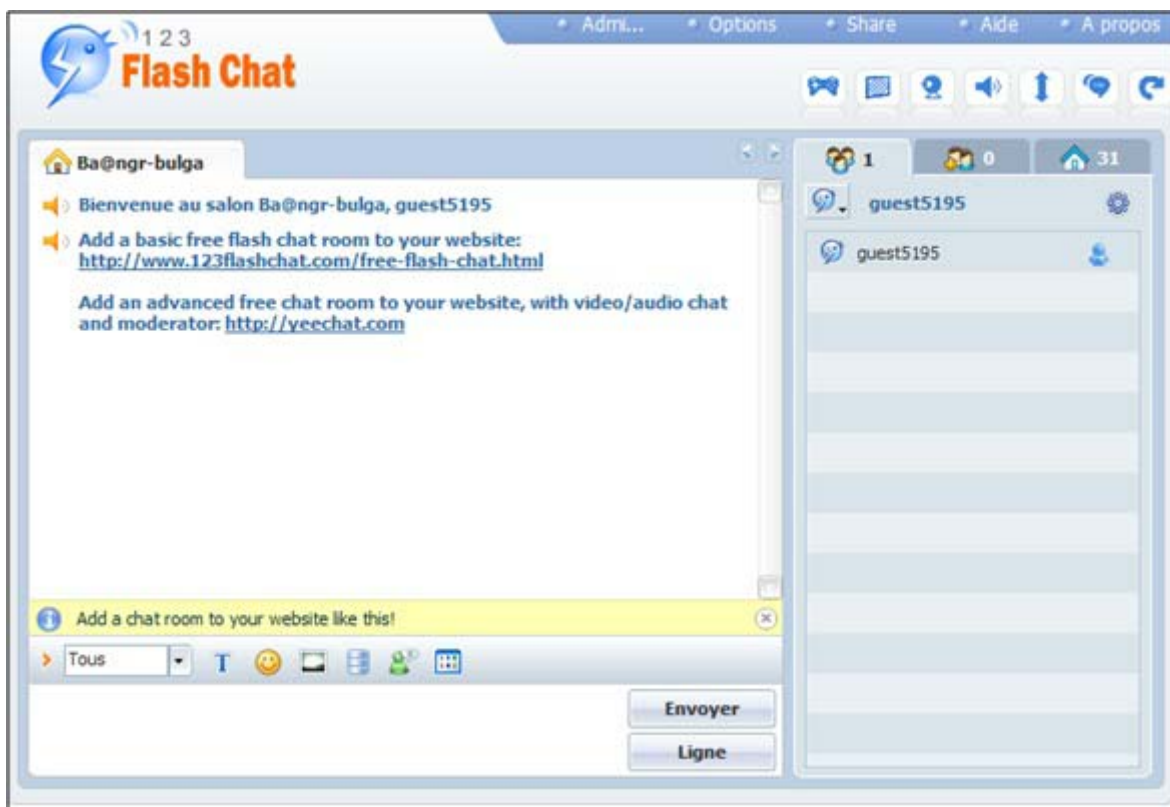 123
Flash Chat
Admi... Options Share Aide A propos
Ba@ngr-bulga
1 0 31
Bienvenue au salon Ba@ngr-bulga, guest5195
guest5195
Add a basic free flash chat room to your website:
http://www.123flashchat.com/free-flash-chat.html
guest5195
Add an advanced free chat room to your website, with video/audio chat
and moderator: http://yeechat.com
Add a chat room to your website like this!
Tous T
Envoyer
Ligne